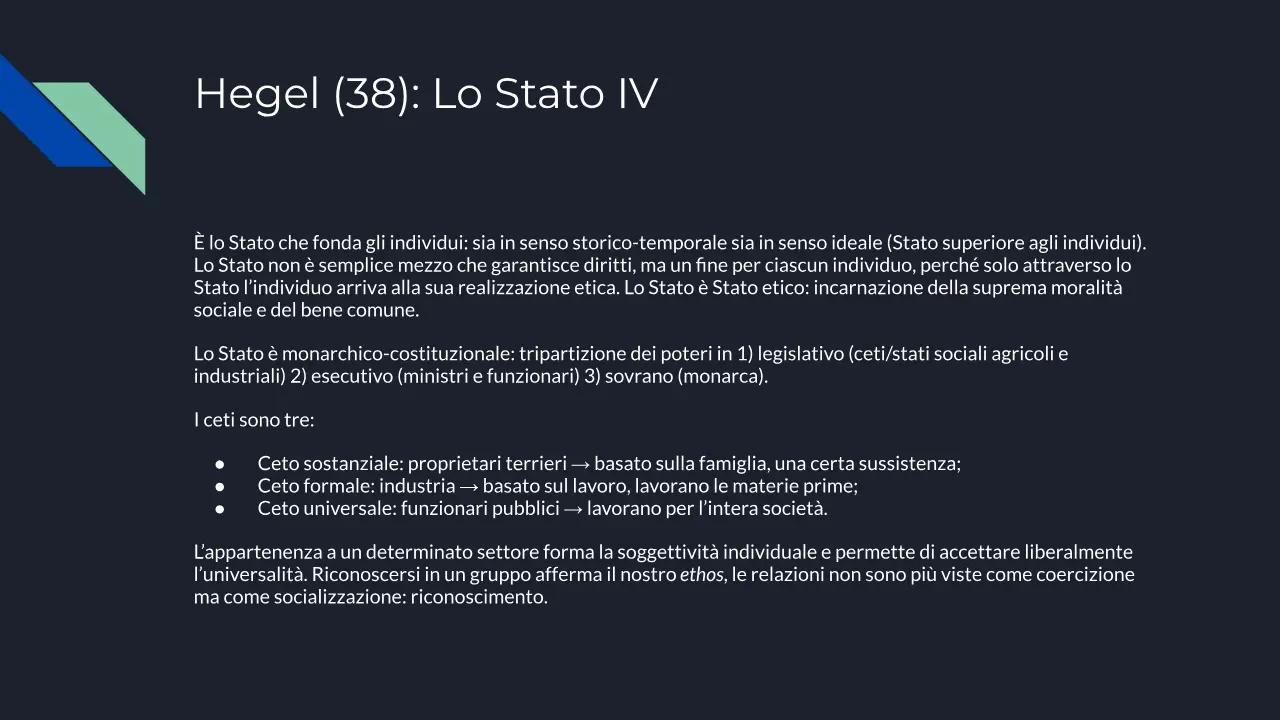 Hegel (38): Lo Stato IV
È lo Stato che fonda gli individui: sia in senso storico-temporale sia in senso ideale (Stato superiore agli individui).
Lo Stato non è semplice mezzo che garantisce diritti, ma un fine per ciascun individuo, perché solo attraverso lo
Stato l’individuo arriva alla sua realizzazione etica. Lo Stato è Stato etico: incarnazione della suprema moralità
sociale e del bene comune.
Lo Stato è monarchico-costituzionale: tripartizione dei poteri in 1) legislativo (ceti/stati sociali agricoli e
industriali) 2) esecutivo (ministri e funzionari) 3) sovrano (monarca).
I ceti sono tre:
● Ceto sostanziale: proprietari terrieri → basato sulla famiglia, una certa sussistenza;
● Ceto formale: industria → basato sul lavoro, lavorano le materie prime;
● Ceto universale: funzionari pubblici → lavorano per l’intera società.
L’appartenenza a un determinato settore forma la soggettività individuale e permette di accettare liberalmente
l’universalità. Riconoscersi in un gruppo afferma il nostro ethos, le relazioni non sono più viste come coercizione
ma come socializzazione: riconoscimento.